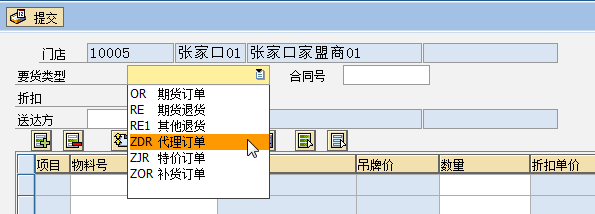 提交
门店 10005 张家口01 张家口家盟商01
要货类型 合同号
折扣
送达方
OR 期货订单
RE 期货退货
RE1 其他退货
ZDR 代理订单
ZJR 特价订单
ZOR 补货订单
项目 物料号 吊牌价 数量 折扣单价